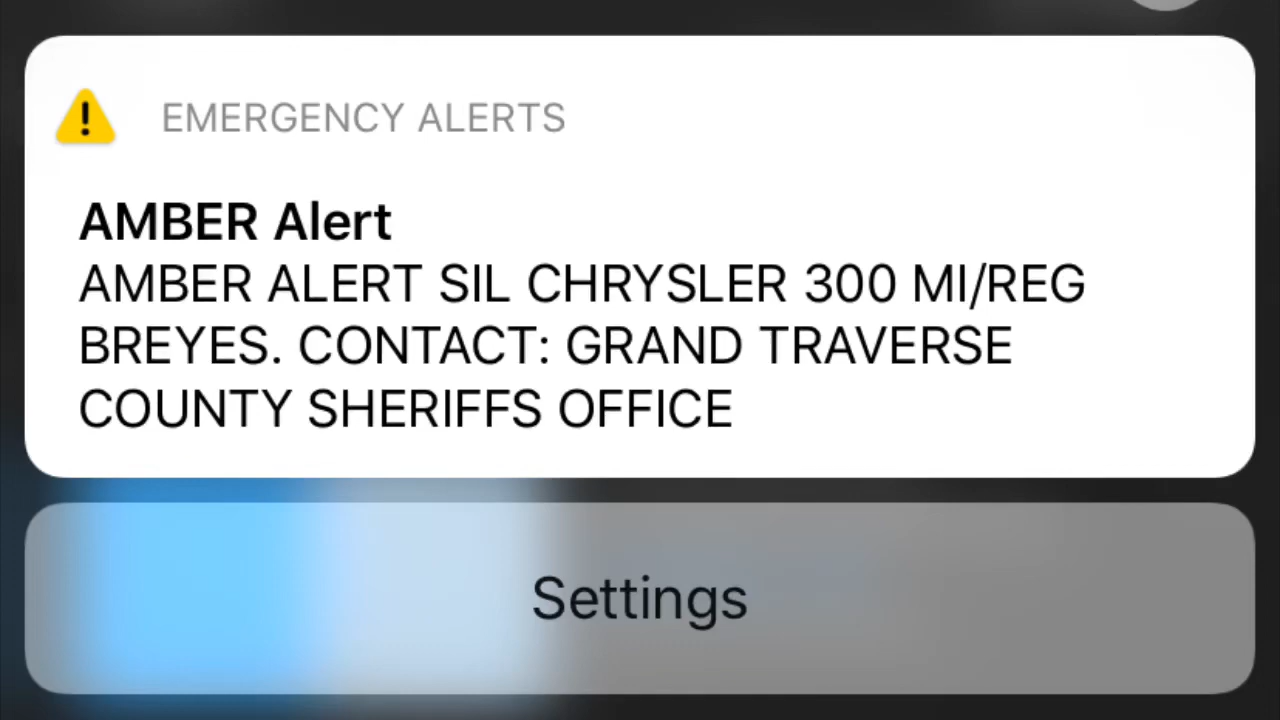 EMERGENCY ALERTS
AMBER Alert
AMBER ALERT SIL CHRYSLER 300 MI/REG
BREYES. CONTACT: GRAND TRAVERSE
COUNTY SHERIFFS OFFICE
Settings